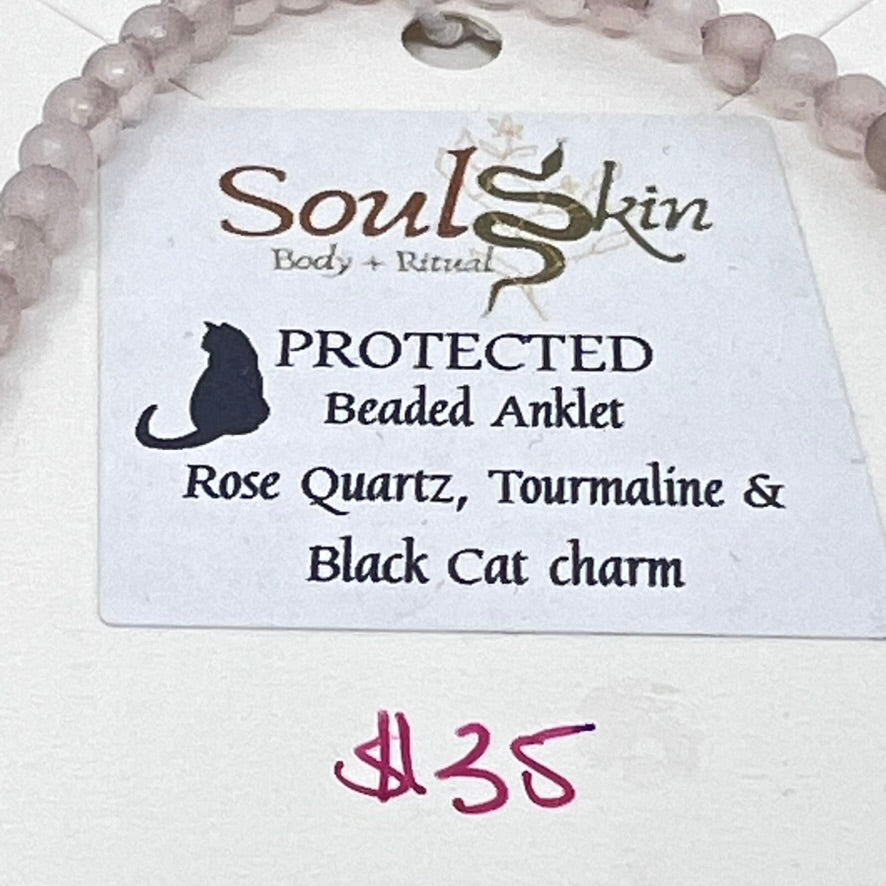 SoulSkin
Body + Ritual
PROTECTED
Beaded Anklet
Rose Quartz, Tourmaline &
Black Cat charm
$35